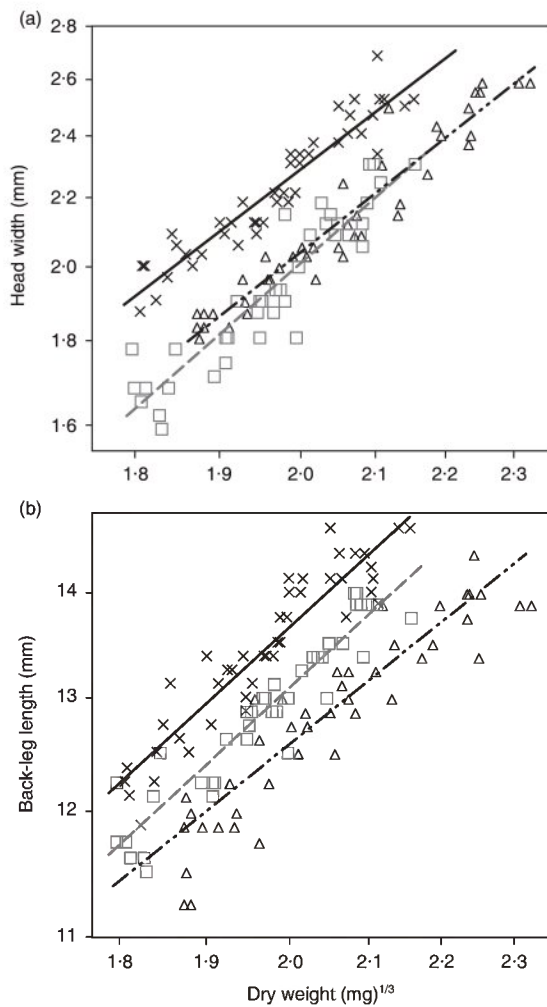 (a)
2·8
2·6
2·4
2·2
2·0
1·8
1·6
Head width (mm)
1·8 1·9 2·0 2·1 2·2 2·3
(b)
14
13
12
11
Back-leg length (mm)
1·8 1·9 2·0 2·1 2·2 2·3
Dry weight (mg)1/3